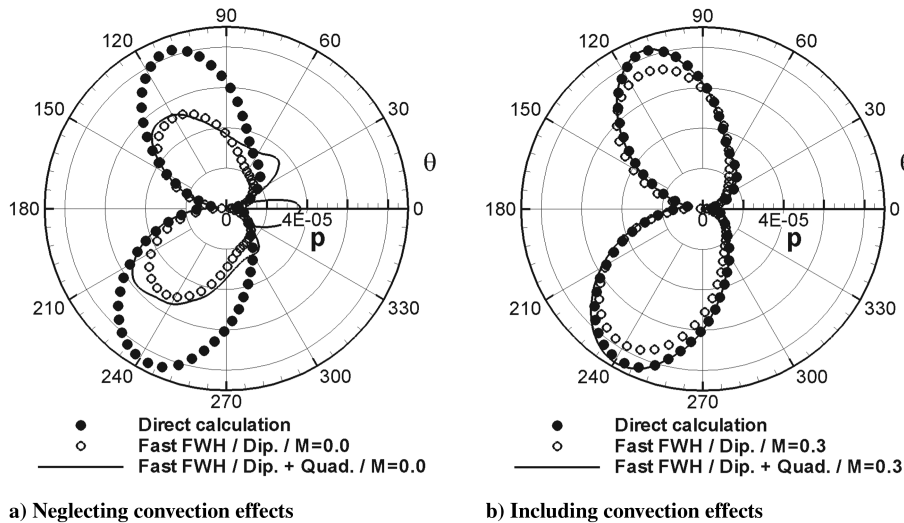 90
120
60
150
30
θ
180
0
4E-05
0
p
210
330
240
300
270
Direct calculation
Fast FWH / Dip. / M=0.0
Fast FWH / Dip. + Quad. / M=0.0
a) Neglecting convection effects
90
120
60
150
30
θ
180
0
4E-05
0
p
210
330
240
300
270
Direct calculation
Fast FWH / Dip. / M=0.3
Fast FWH / Dip. + Quad. / M=0.3
b) Including convection effects